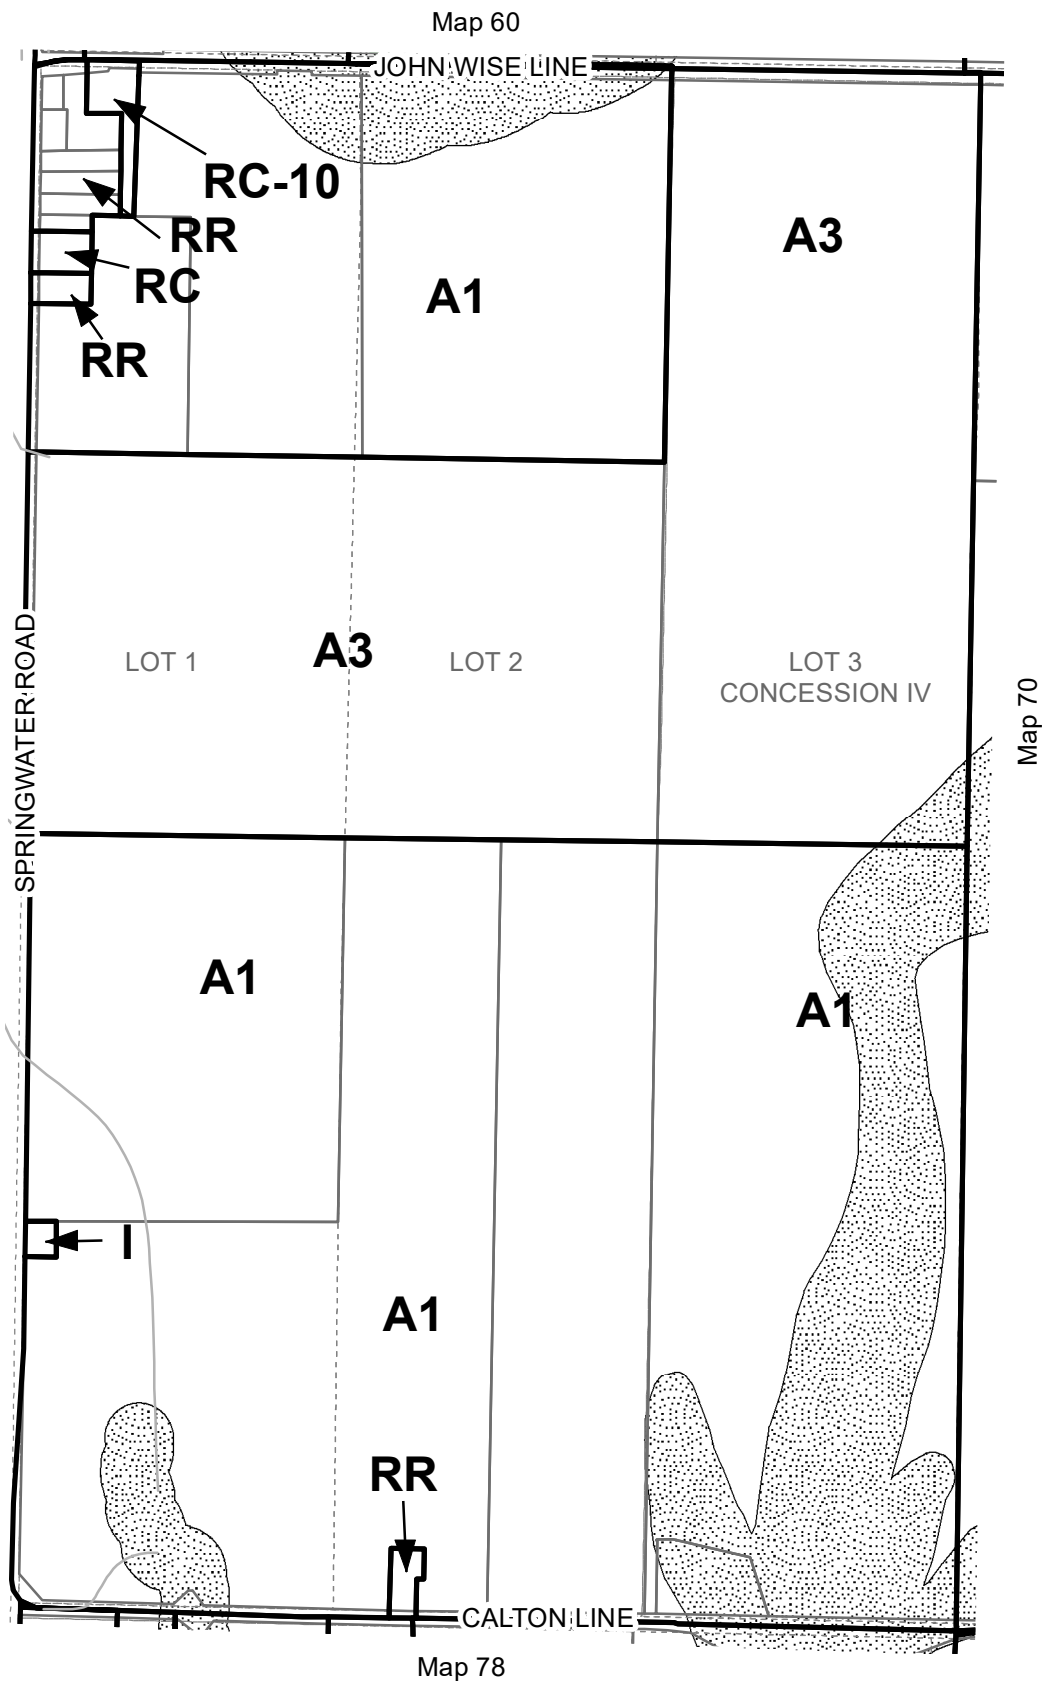 Map 60
JOHN WISE LINE
RC-10
RR
A3
RC
A1
RR
SPRINGWATER ROAD
A3
LOT 1
LOT 2
LOT 3
CONCESSION IV
Map 70
A1
A1
I
A1
RR
CALTON LINE
Map 78